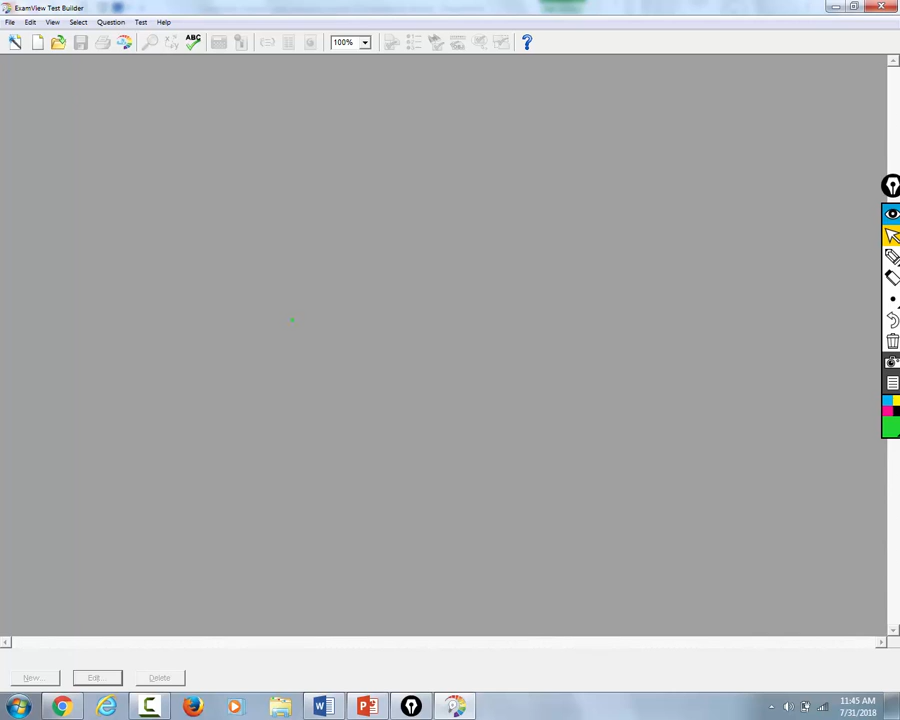 ExamView Test Builder
File Edit View Select Question Test Help
ABC 100% ?
New... Edit... Delete
11:45 AM
7/31/2018